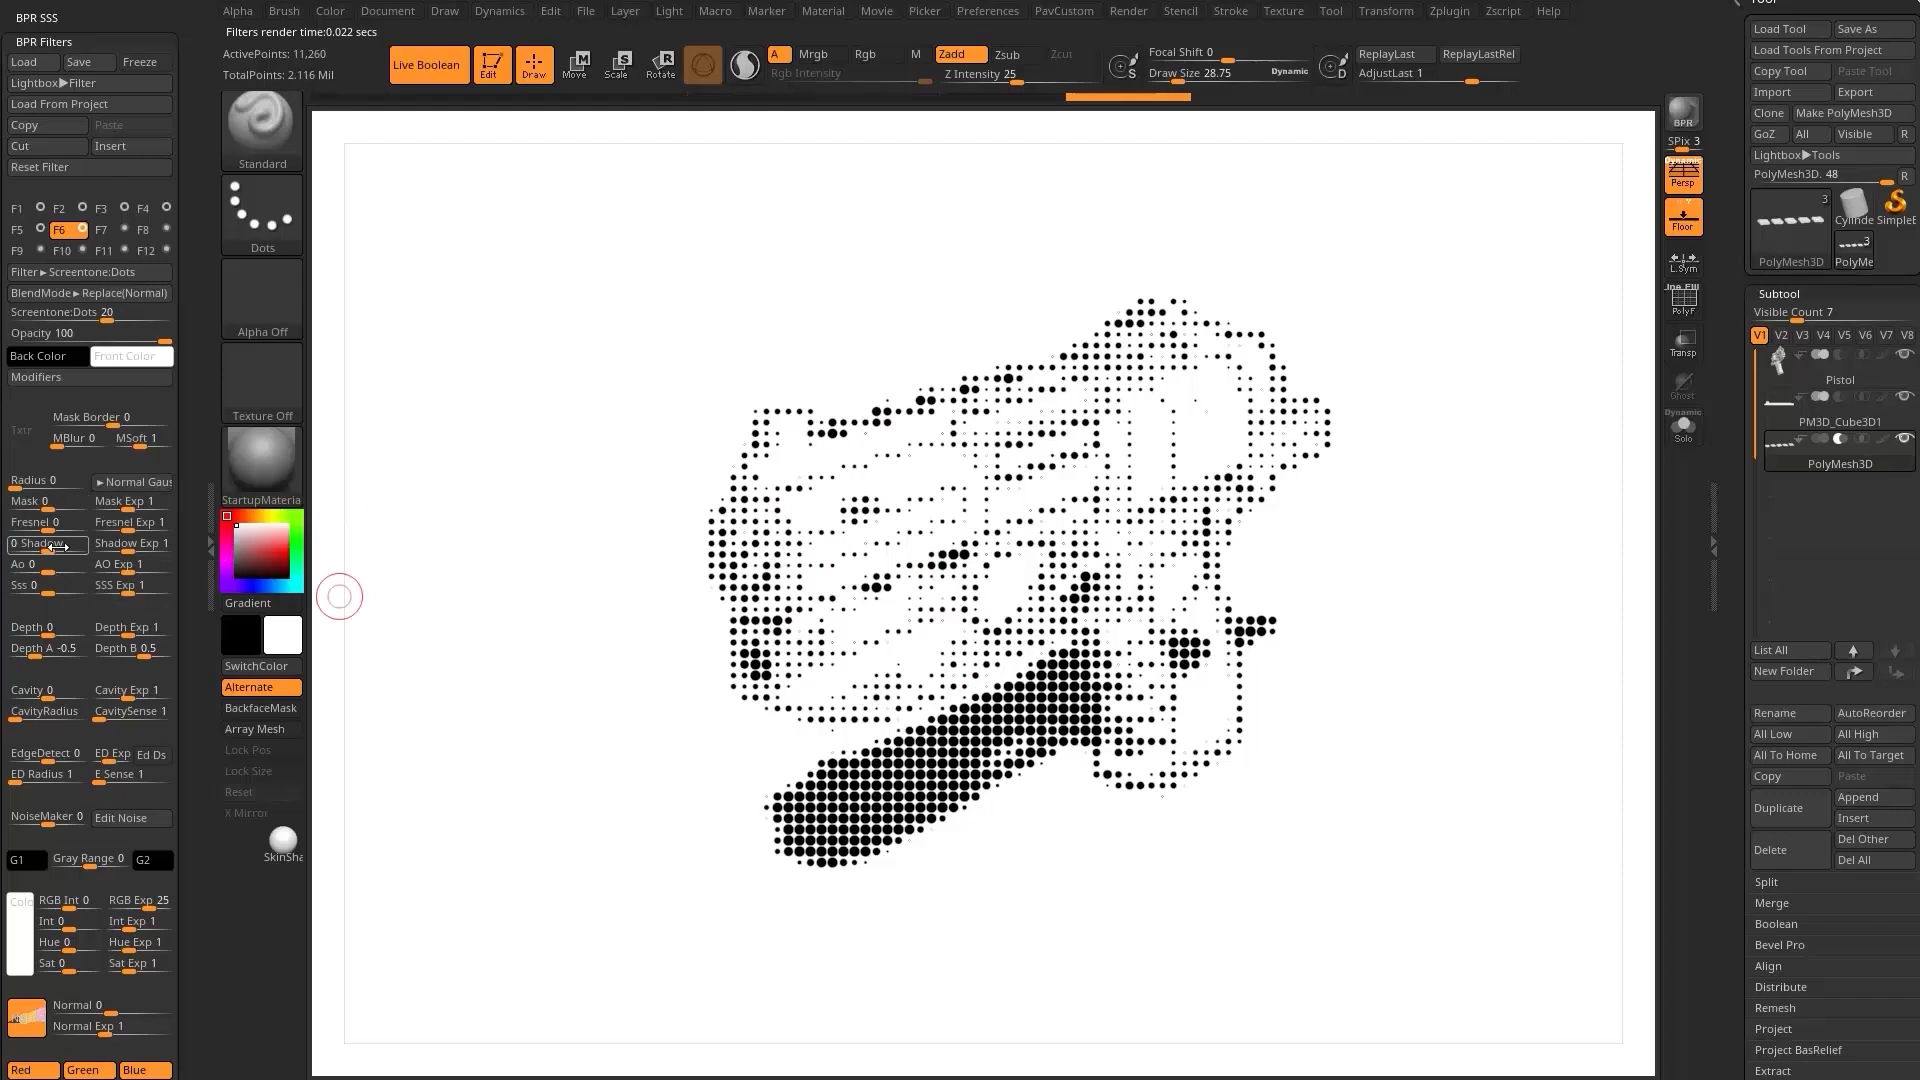 BPR SSS
BPR Filters
Load Save Freeze
Lightbox▶Filter
Load From Project
Copy Paste
Cut Insert
Reset Filter
F1 F2 F3 F4
F5 F6 F7 F8
F9 F10 F11 F12
Filter▸Screentone:Dots
BlendMode▸Replace(Normal)
Screentone:Dots 20
Opacity 100
Back Color Front Color
Modifiers
Mask Border 0
Txtr
MBlur 0 MSoft 1
Radius 0 ▸Normal Gaus
Mask 0 Mask Exp 1
Fresnel 0 Fresnel Exp 1
0 Shadow Shadow Exp 1
Ao 0 AO Exp 1
Sss 0 SSS Exp 1
Depth 0 Depth Exp 1
Depth A -0.5 Depth B 0.5
Cavity 0 Cavity Exp 1
CavityRadius CavitySense 1
EdgeDetect 0 ED Exp Ed Ds
ED Radius 1 E Sense 1
NoiseMaker 0 Edit Noise
G1 Gray Range 0 G2
Colo RGB Int 0 RGB Exp 25
Int 0 Int Exp 1
Hue 0 Hue Exp 1
Sat 0 Sat Exp 1
Normal 0
Normal Exp 1
Red Green Blue
Alpha Brush Color Document Draw Dynamics Edit File Layer Light Macro Marker Material Movie Picker Preferences PavCustom Render Stencil Stroke Texture Tool Transform Zplugin Zscript Help
Filters render time:0.022 secs
ActivePoints: 11,260
TotalPoints: 2.116 Mil
Live Boolean
Edit Draw Move Scale Rotate
A Mrgb Rgb M Zadd Zsub Zcut
Rgb Intensity Z Intensity 25
S Focal Shift 0
Draw Size 28.75 Dynamic
D ReplayLast ReplayLastRel
AdjustLast 1
Standard
Dots
Alpha Off
Texture Off
StartupMateria
Gradient
SwitchColor
Alternate
BackfaceMask
Array Mesh
Lock Pos
Lock Size
Reset
X Mirror
SkinSha
BPR
SPix 3
Dynamic
Persp
Floor
L.Sym
Line Fill
PolyF
Transp
Ghost
Dynamic
Solo
Tool
Load Tool Save As
Load Tools From Project
Copy Tool Paste Tool
Import Export
Clone Make PolyMesh3D
GoZ All Visible R
Lightbox▶Tools
PolyMesh3D. 48 R
3
Cylinde SimpleE
3
PolyMesh3D PolyMe
Subtool
Visible Count 7
V1 V2 V3 V4 V5 V6 V7 V8
Pistol
PM3D_Cube3D1
PolyMesh3D
List All
New Folder
Rename AutoReorder
All Low All High
All To Home All To Target
Copy Paste
Duplicate Append
Insert
Delete Del Other
Del All
Split
Merge
Boolean
Bevel Pro
Align
Distribute
Remesh
Project
Project BasRelief
Extract